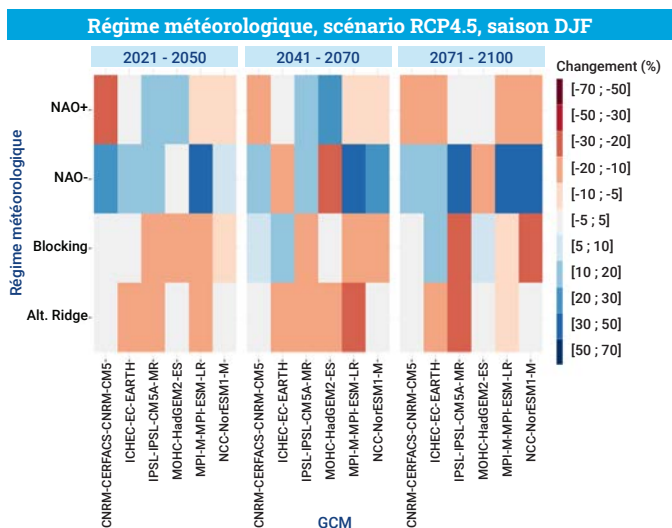 Régime météorologique, scénario RCP4.5, saison DJF
2021 - 2050
2041 - 2070
2071 - 2100
Changement (%)
[-70 ; -50]
[-50 ; -30]
[-30 ; -20]
[-20 ; -10]
[-10 ; -5]
[-5 ; 5]
[5 ; 10]
[10 ; 20]
[20 ; 30]
[30 ; 50]
[50 ; 70]
Régime météorologique
NAO+
NAO-
Blocking
Alt. Ridge
CNRM-CERFACS-CNRM-CM5-
ICHEC-EC-EARTH-
IPSL-IPSL-CM5A-MR-
MOHC-HadGEM2-ES-
MPI-M-MPI-ESM-LR-
NCC-NorESM1-M-
CNRM-CERFACS-CNRM-CM5-
ICHEC-EC-EARTH-
IPSL-IPSL-CM5A-MR-
MOHC-HadGEM2-ES-
MPI-M-MPI-ESM-LR-
NCC-NorESM1-M-
CNRM-CERFACS-CNRM-CM5-
ICHEC-EC-EARTH-
IPSL-IPSL-CM5A-MR-
MOHC-HadGEM2-ES-
MPI-M-MPI-ESM-LR-
NCC-NorESM1-M-
GCM